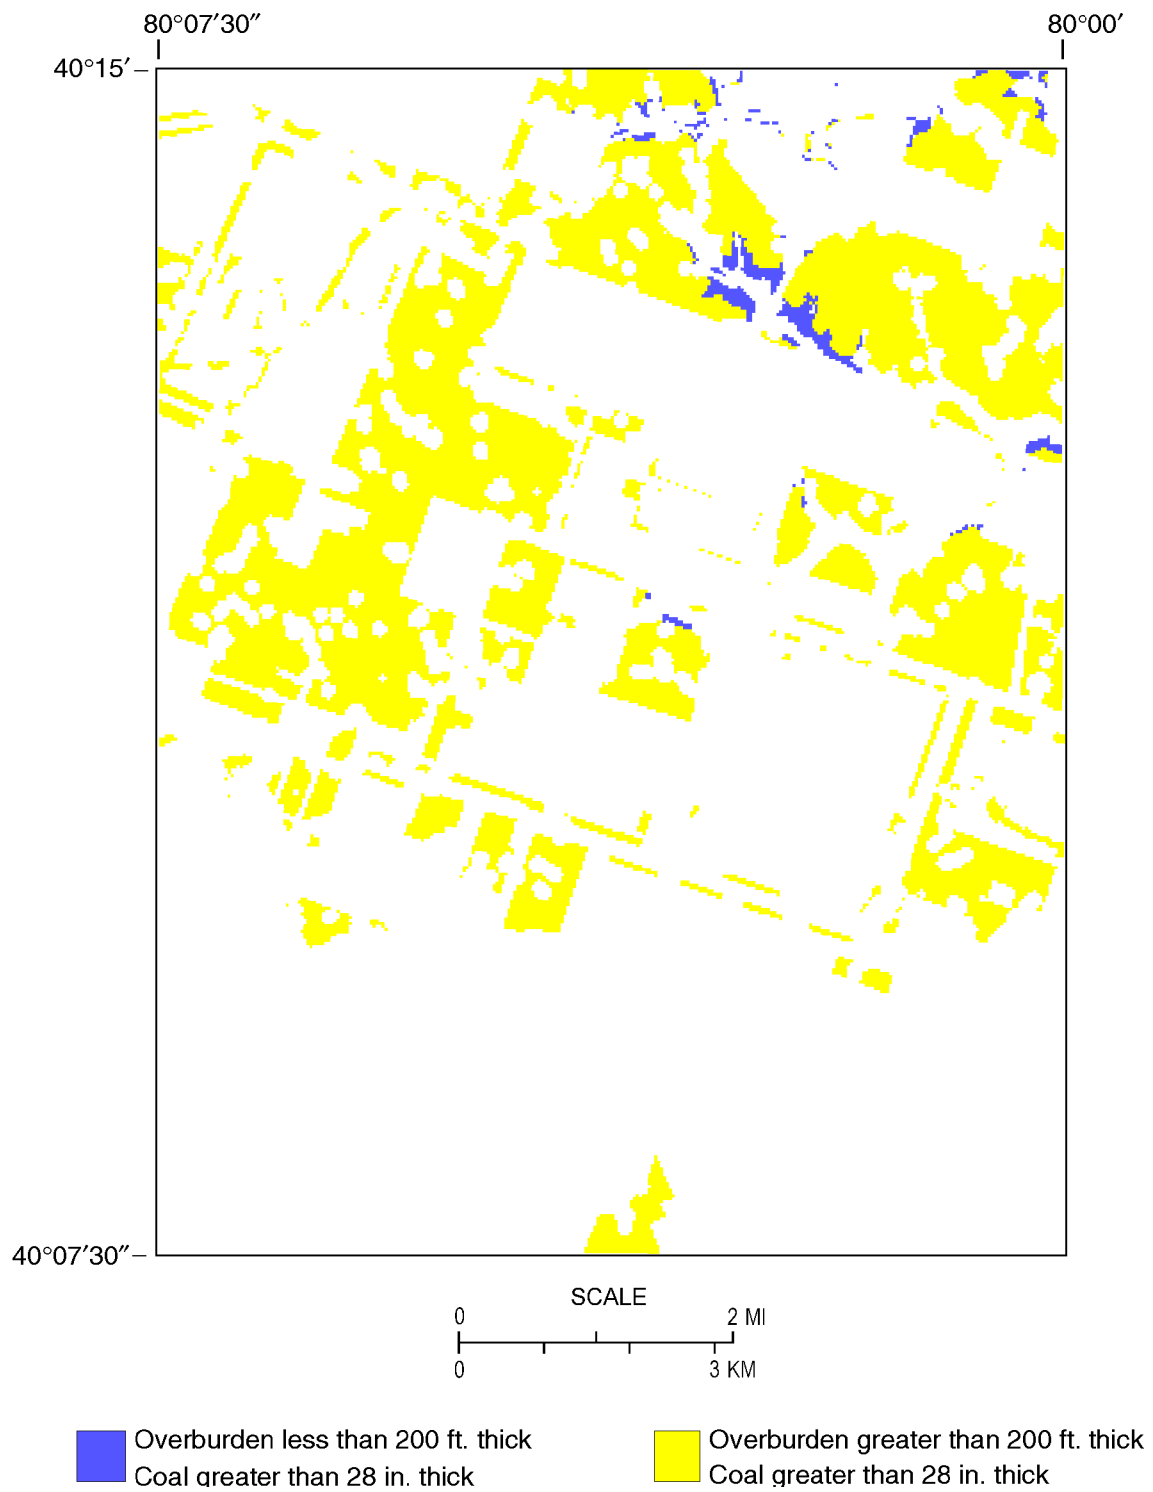 80°07′30″ 80°00′
40°15′
40°07′30″
SCALE
0 2 MI
0 3 KM
Overburden less than 200 ft. thick
Coal greater than 28 in. thick
Overburden greater than 200 ft. thick
Coal greater than 28 in. thick